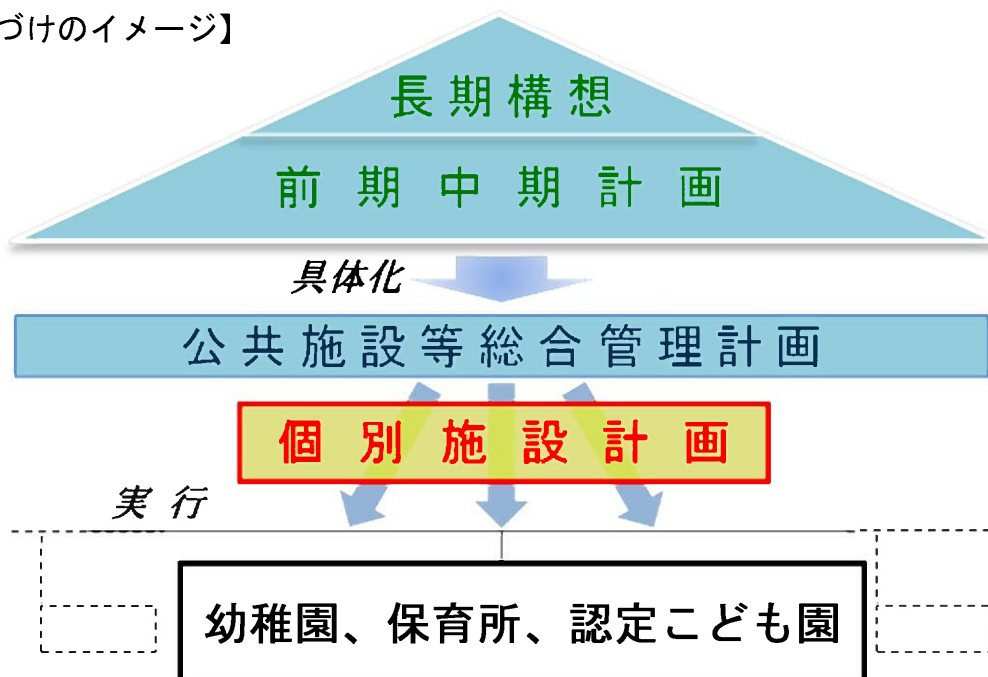 づけのイメージ】
長期構想
前期中期計画
具体化
公共施設等総合管理計画
個別施設計画
実行
幼稚園、保育所、認定こども園